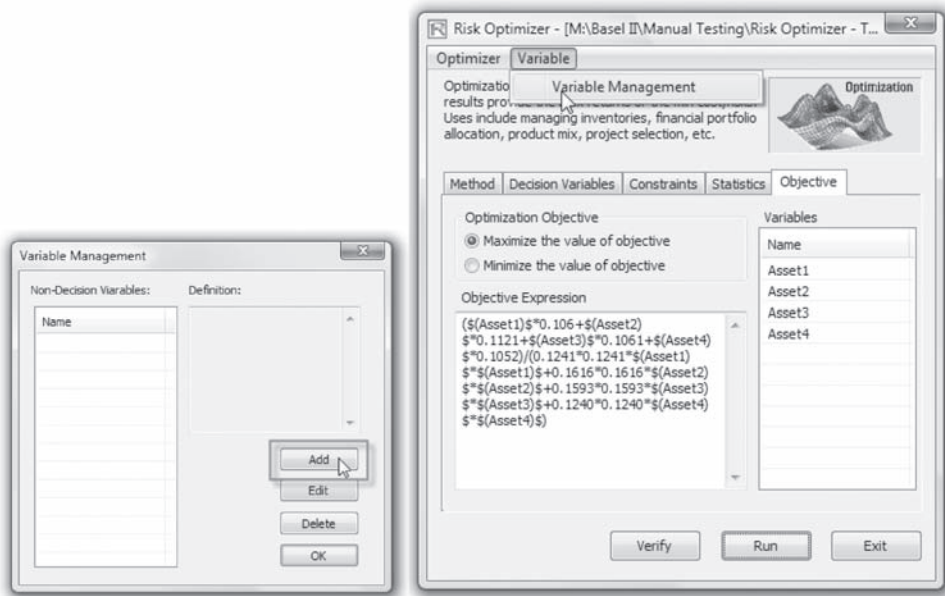 Variable Management
Non-Decision Viarables:
Definition:
Name
Add
Edit
Delete
OK
Risk Optimizer - [M:\Basel II\Manual Testing\Risk Optimizer - T...
Optimizer Variable
Variable Management
Optimizatio
results
Uses include managing inventories, financial portfolio
allocation, product mix, project selection, etc.
Optimization
Method Decision Variables Constraints Statistics Objective
Optimization Objective
Maximize the value of objective
Minimize the value of objective
Objective Expression
($(Asset1)$*0.106+$(Asset2)
$*0.1121+$(Asset3)$*0.1061+$(Asset4)
$*0.1052)/(0.1241*0.1241*$(Asset1)
$*$(Asset1)$+0.1616*0.1616*$(Asset2)
$*$(Asset2)$+0.1593*0.1593*$(Asset3)
$*$(Asset3)$+0.1240*0.1240*$(Asset4)
$*$(Asset4)$)
Variables
Name
Asset1
Asset2
Asset3
Asset4
Verify
Run
Exit